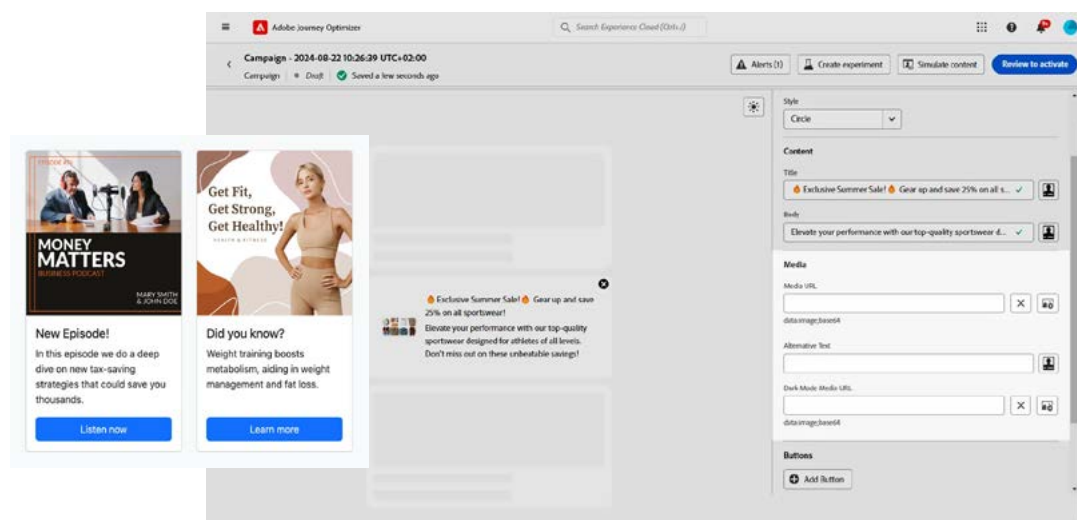 Adobe Journey Optimizer
Search Experience Cloud (Ctrl+/)
Campaign - 2024-08-22 10:26:39 UTC+02:00
Campaign
Draft
Saved a few seconds ago
Alerts (1)
Create experiment
Simulate content
Review to activate
MONEY
MATTERS
BUSINESS PODCAST
MARY SMITH
& JOHN DOE
New Episode!
In this episode we do a deep
dive on new tax-saving
strategies that could save you
thousands.
Listen now
Get Fit,
Get Strong,
Get Healthy!
HEALTH & FITNESS
Did you know?
Weight training boosts
metabolism, aiding in weight
management and fat loss.
Learn more
🔥 Exclusive Summer Sale! 🔥 Gear up and save
25% on all sportswear!
Elevate your performance with our top-quality
sportswear designed for athletes of all levels.
Don't miss out on these unbeatable savings!
Style
Circle
Content
Title
🔥 Exclusive Summer Sale! 🔥 Gear up and save 25% on all s...
Body
Elevate your performance with our top-quality sportswear d...
Media
Media URL
data:image;base64
Alternative Text
Dark Mode Media URL
data:image;base64
Buttons
Add Button